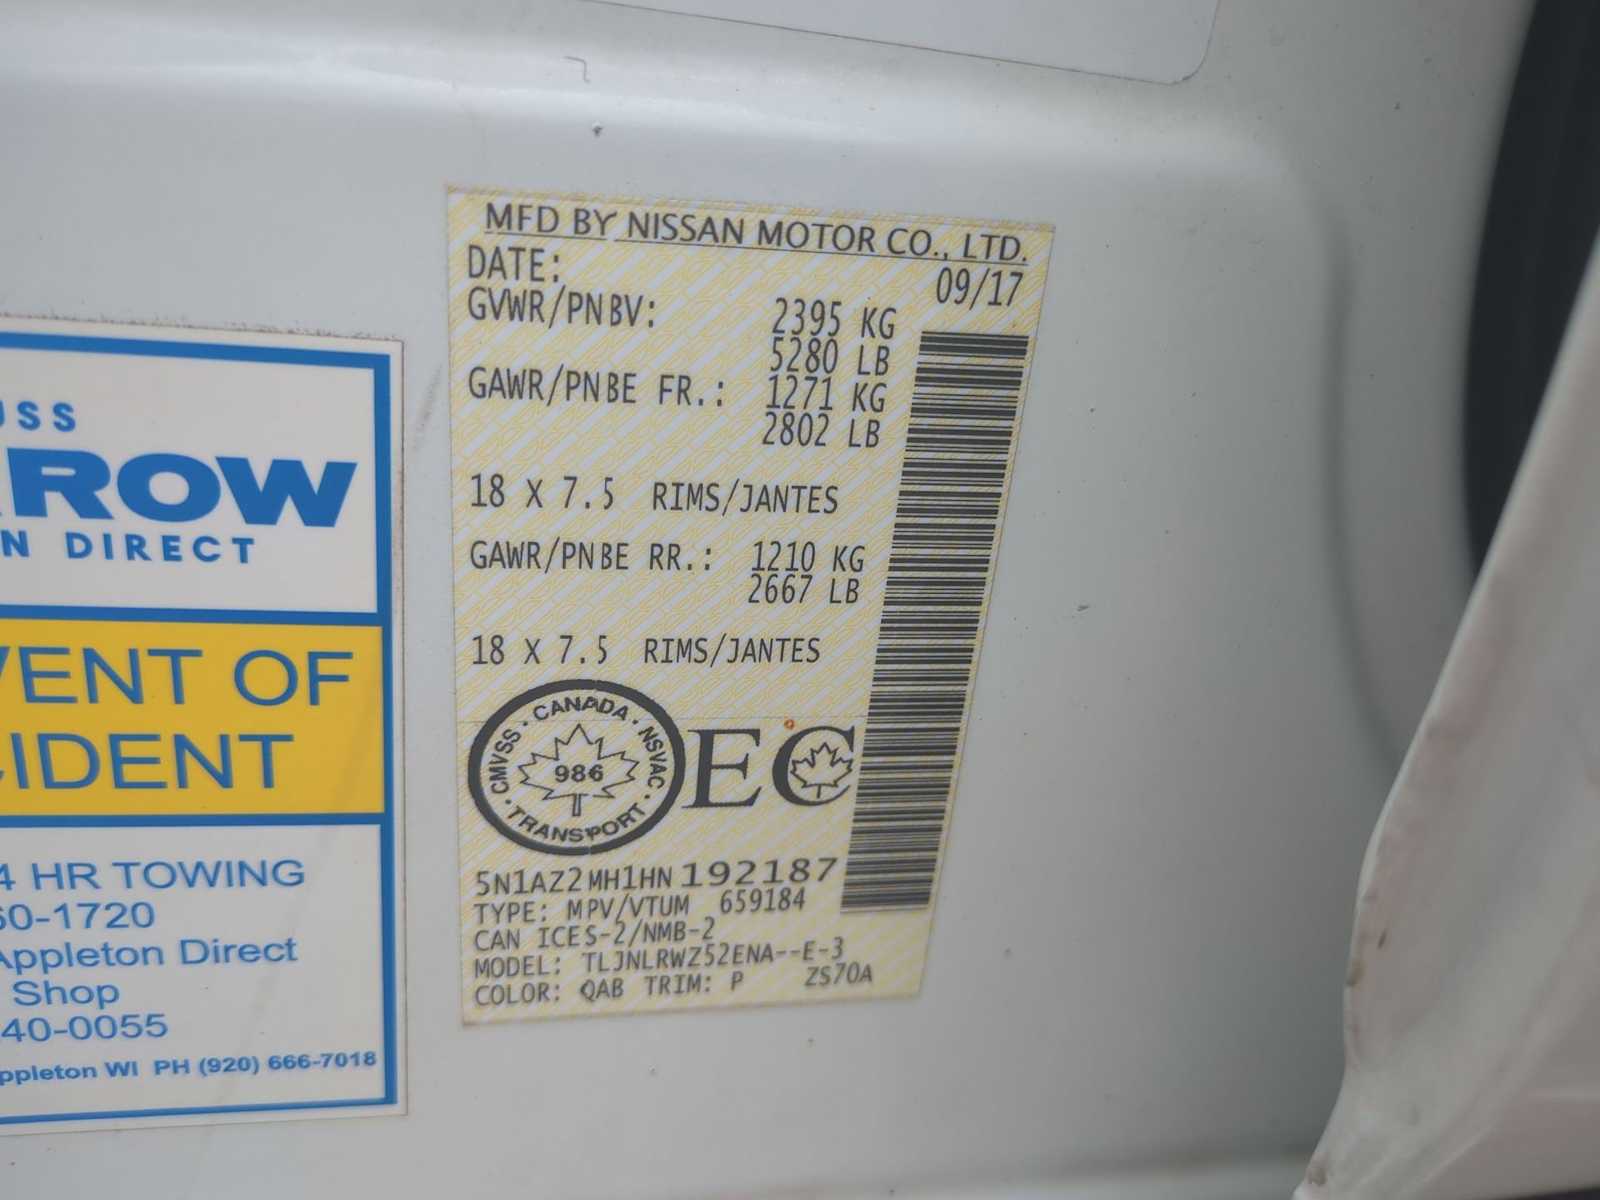 MFD BY NISSAN MOTOR CO., LTD.
DATE: 09/17
GVWR/PNBV: 2395 KG
5280 LB
GAWR/PNBE FR.: 1271 KG
2802 LB
18 X 7.5 RIMS/JANTES
GAWR/PNBE RR.: 1210 KG
2667 LB
18 X 7.5 RIMS/JANTES
CANADA · NSVAC · TRANSPORT · CMVSS ·
986
EC
5N1AZ2MH1HN192187
TYPE: MPV/VTUM 659184
CAN ICES-2/NMB-2
MODEL: TLJNLRWZ52ENA--E-3
COLOR: QAB TRIM: P ZS70A
USS
ROW
N DIRECT
VENT OF
CIDENT
4 HR TOWING
60-1720
Appleton Direct
Shop
40-0055
ppleton WI PH (920) 666-7018